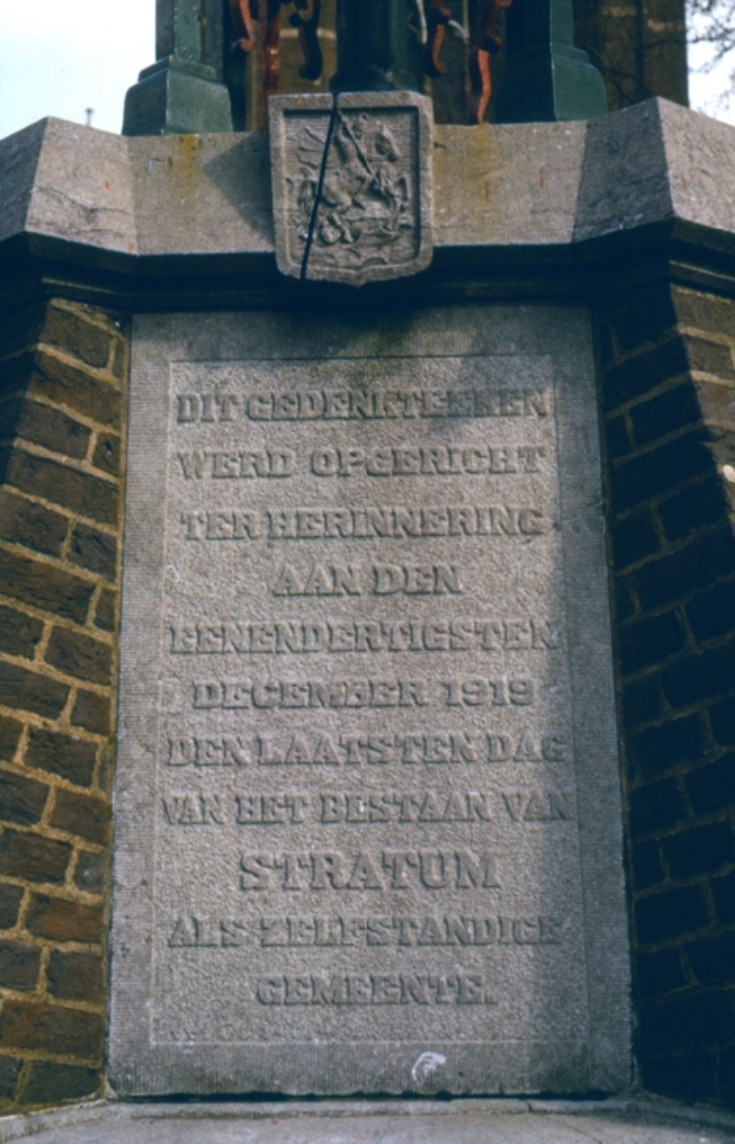 DIT GEDENKTEEKEN
WERD OPGERICHT
TER HERINNERING
AAN DEN
EENENDERTIGSTEN
DECEMBER 1919
DEN LAATSTEN DAG
VAN HET BESTAAN VAN
STRATUM
ALS ZELFSTANDIGE
GEMEENTE.